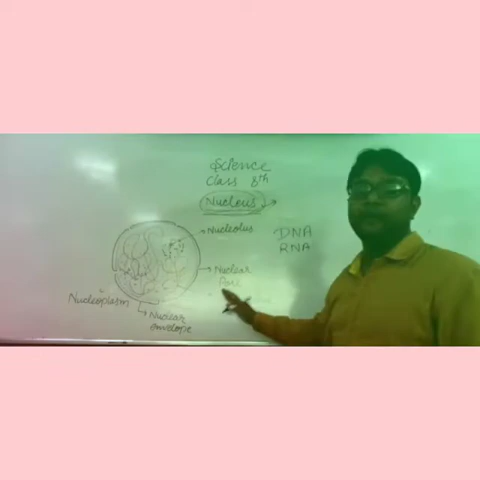 Science
Class 8th
Nucleus
Nucleolus
DNA
RNA
Nuclear
Pore
Nucleoplasm
Nuclear
envelope